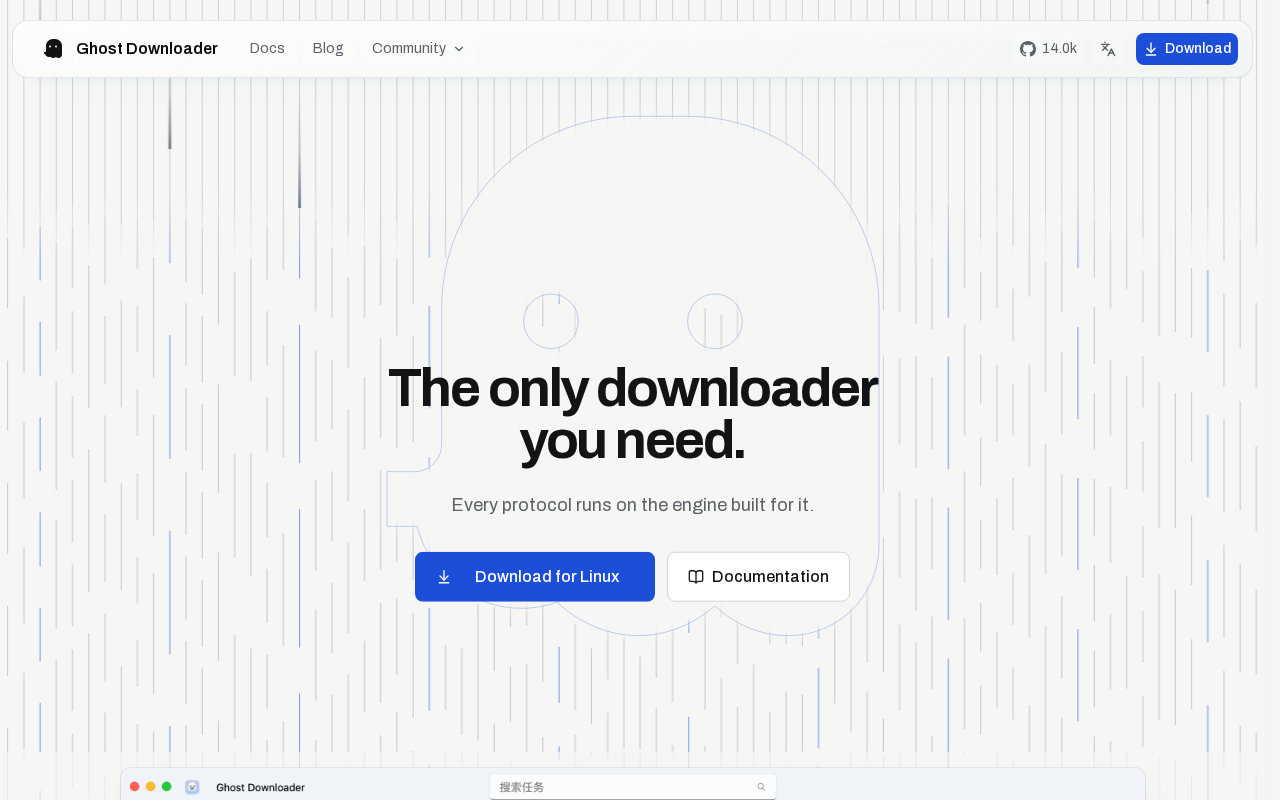 Ghost Downloader
Docs
Blog
Community
14.0k
Download
The only downloader
you need.
Every protocol runs on the engine built for it.
Download for Linux
Documentation
Ghost Downloader
搜索任务